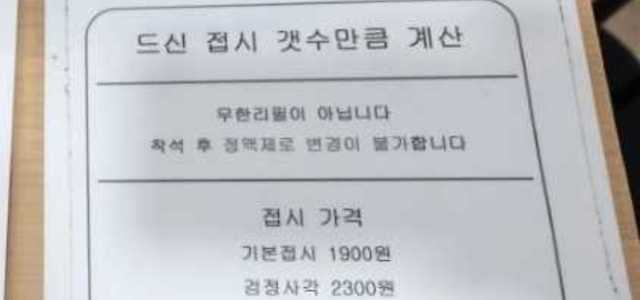 드신 접시 갯수만큼 계산
무한리필이 아닙니다
착석 후 정액제로 변경이 불가합니다
접시 가격
기본접시 1900원
검정사각 2300원